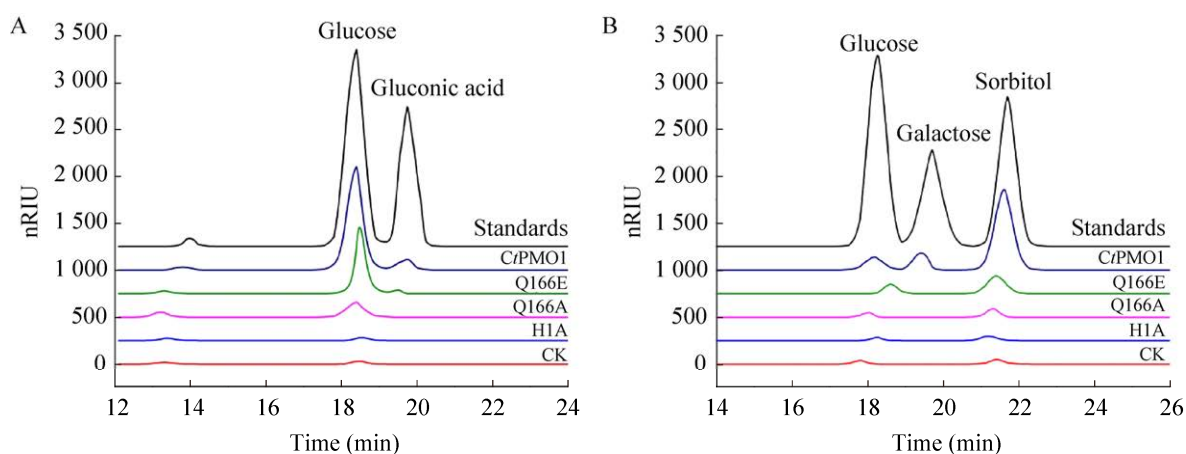 A
3 500
3 000
2 500
2 000
1 500
1 000
500
0
nRIU
Glucose
Gluconic acid
Standards
CtPMO1
Q166E
Q166A
H1A
CK
12 14 16 18 20 22 24
Time (min)
B
3 500
3 000
2 500
2 000
1 500
1 000
500
0
nRIU
Glucose
Galactose
Sorbitol
Standards
CtPMO1
Q166E
Q166A
H1A
CK
14 16 18 20 22 24 26
Time (min)